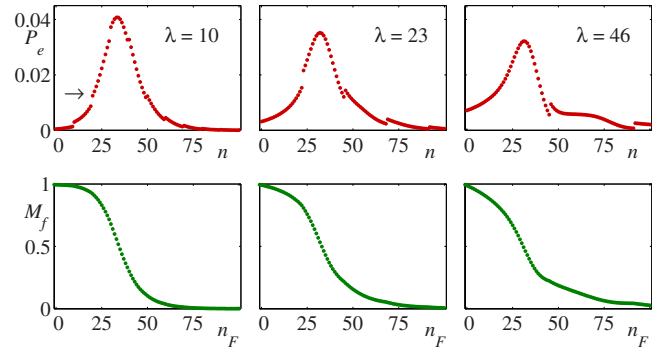 0.04
P_e
λ = 10
λ = 23
λ = 46
0.02
→
0
0 25 50 75 n
0 25 50 75 n
0 25 50 75 n
1
M_f
0.5
0
0 25 50 75 n_F
0 25 50 75 n_F
0 25 50 75 n_F